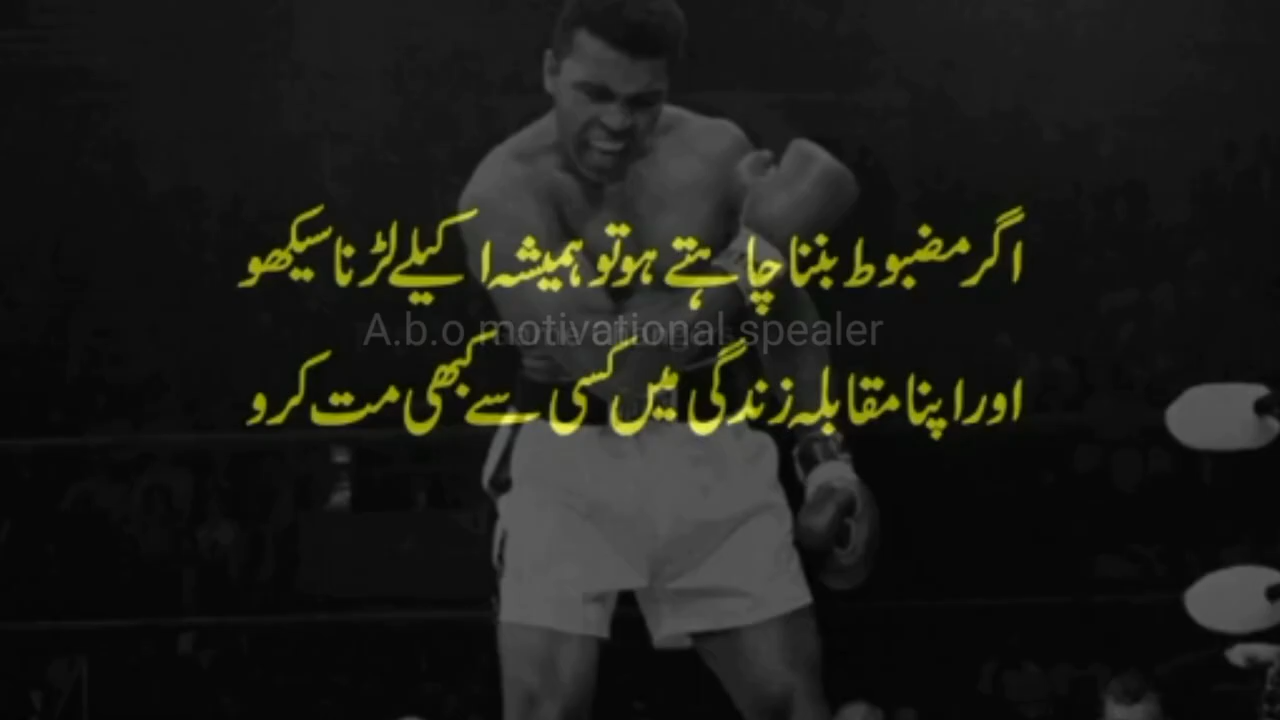 اگر مضبوط بننا چاہتے ہو تو ہمیشہ اکیلے لڑنا سیکھو
A.b.o motivational spealer
اور اپنا مقابلہ زندگی میں کسی سے کبھی مت کرو